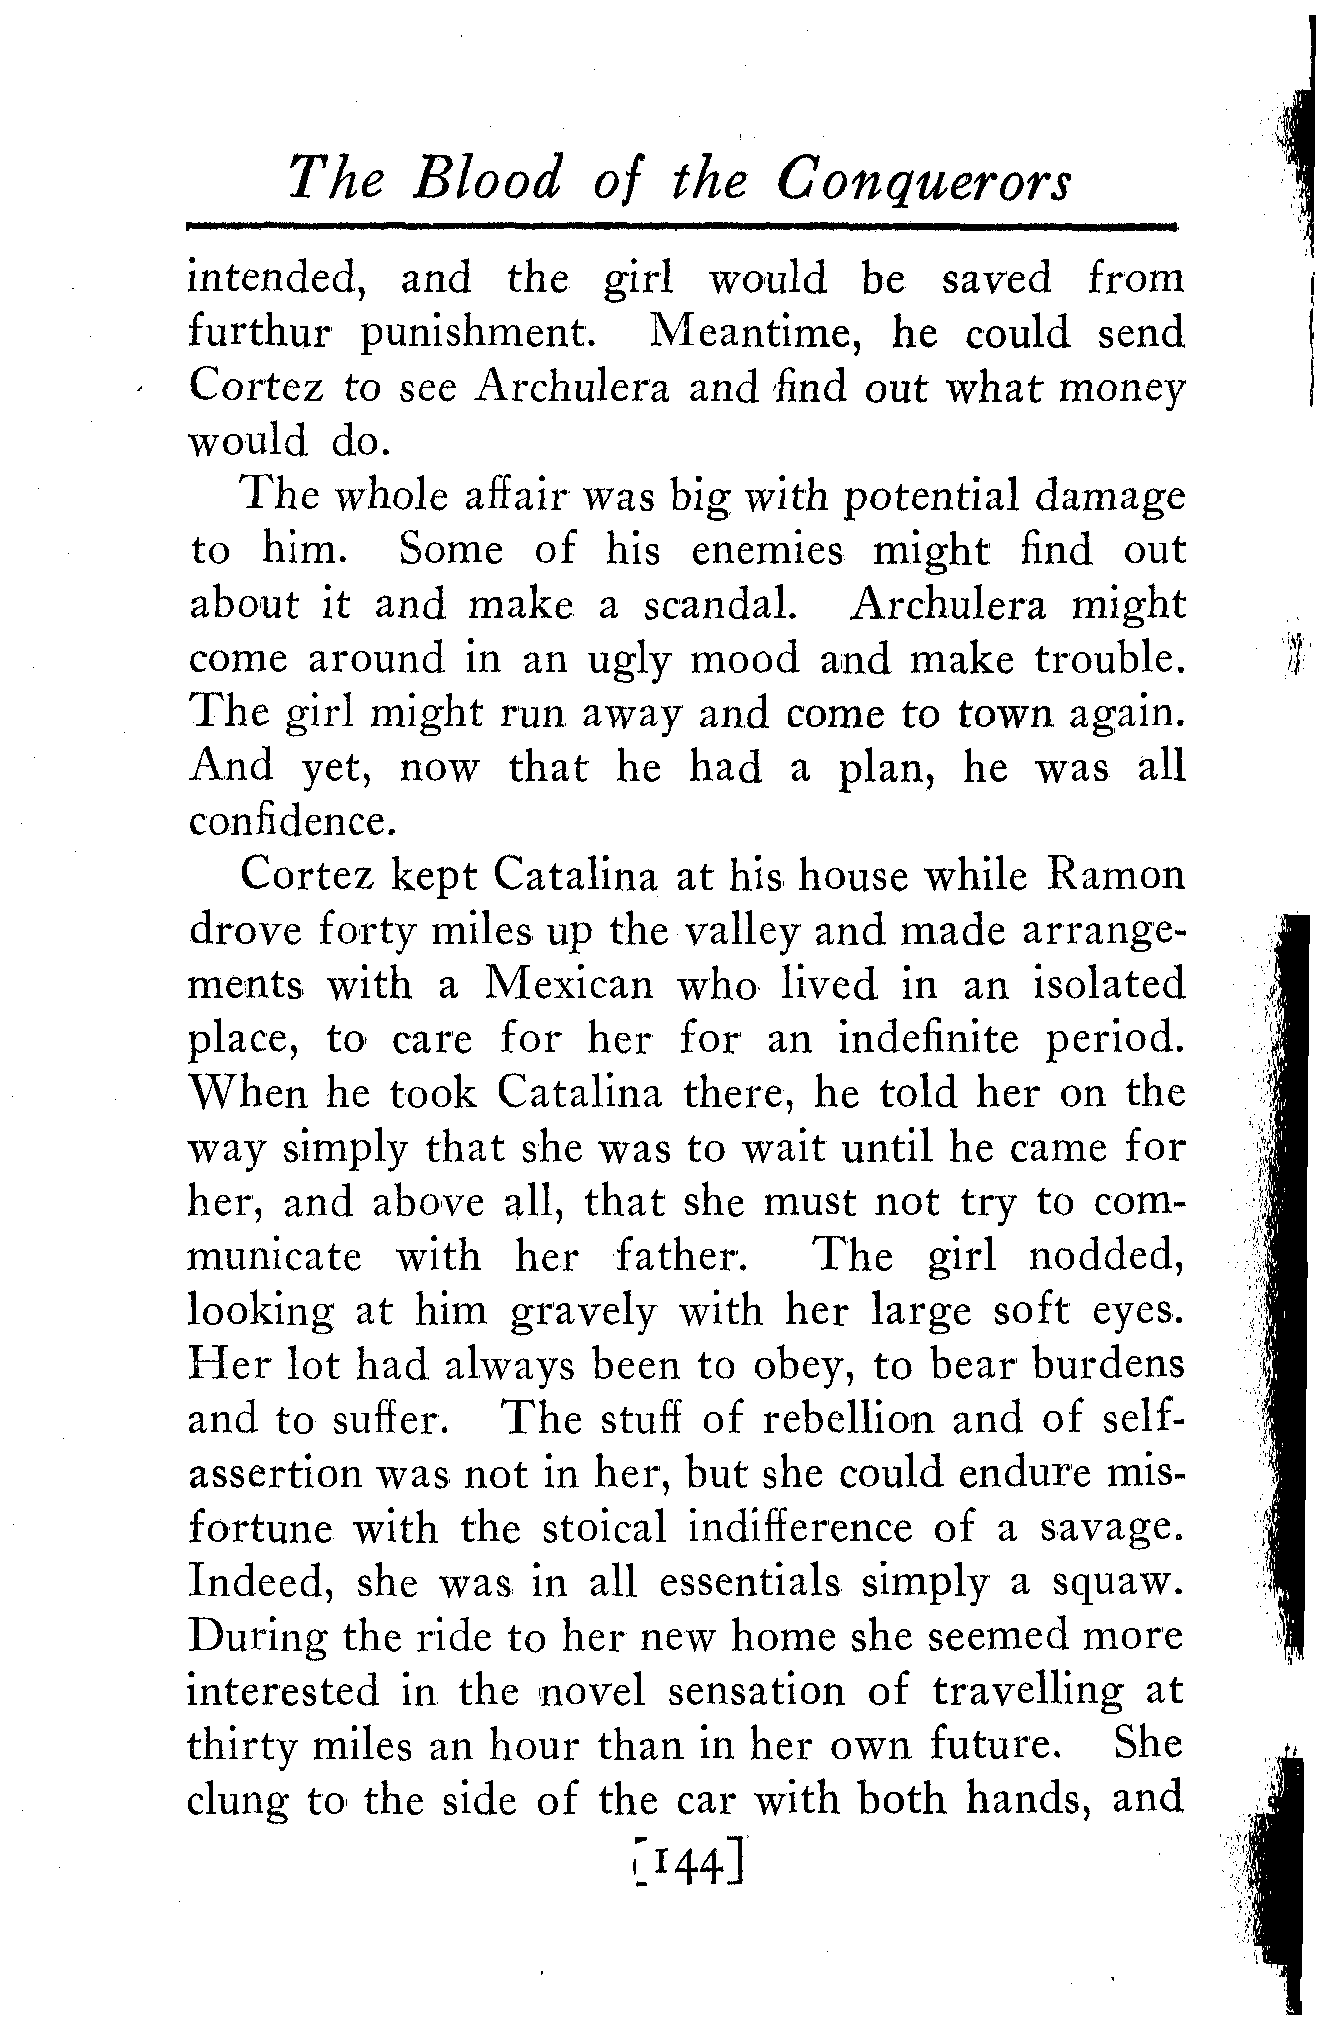 The Blood of the Conquerors
intended, and the girl would be saved from
furthur punishment. Meantime, he could send
Cortez to see Archulera and find out what money
would do.
The whole affair was big with potential damage
to him. Some of his enemies might find out
about it and make a scandal. Archulera might
come around in an ugly mood and make trouble.
The girl might run away and come to town again.
And yet, now that he had a plan, he was all
confidence.
Cortez kept Catalina at his house while Ramon
drove forty miles up the valley and made arrange-
ments with a Mexican who lived in an isolated
place, to care for her for an indefinite period.
When he took Catalina there, he told her on the
way simply that she was to wait until he came for
her, and above all, that she must not try to com-
municate with her father. The girl nodded,
looking at him gravely with her large soft eyes.
Her lot had always been to obey, to bear burdens
and to suffer. The stuff of rebellion and of self-
assertion was not in her, but she could endure mis-
fortune with the stoical indifference of a savage.
Indeed, she was in all essentials simply a squaw.
During the ride to her new home she seemed more
interested in the novel sensation of travelling at
thirty miles an hour than in her own future. She
clung to the side of the car with both hands, and
[144]